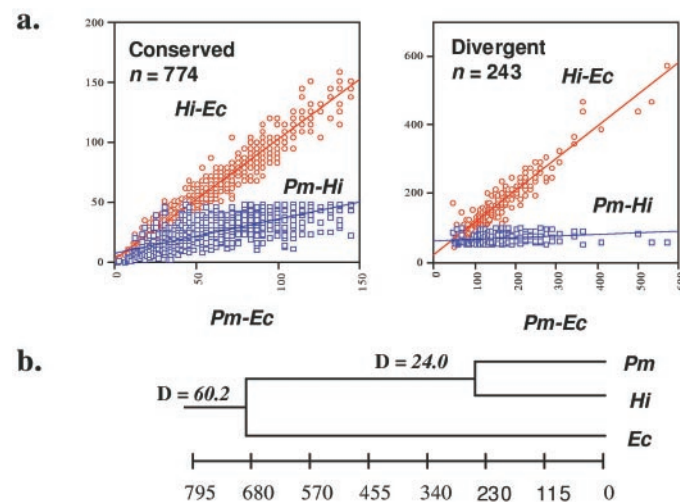 a.
Conserved
n = 774
Hi-Ec
Pm-Hi
200
150
100
50
0
0
50
100
150
Pm-Ec
Divergent
n = 243
Hi-Ec
Pm-Hi
600
400
200
0
0
100
200
300
400
500
600
Pm-Ec
b.
D = 60.2
D = 24.0
Pm
Hi
Ec
795 680 570 455 340 230 115 0